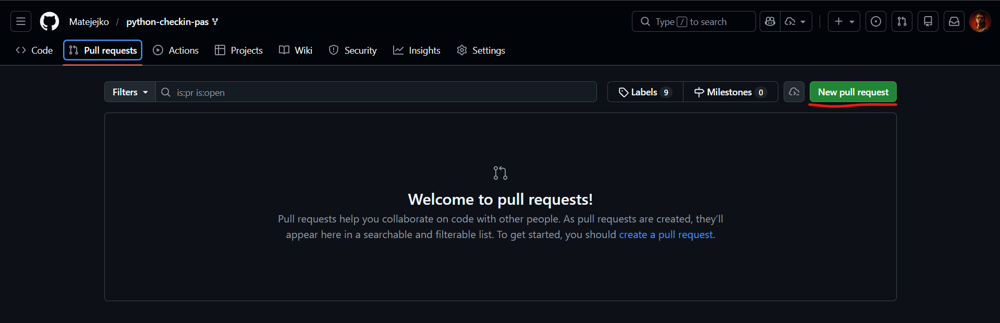 Matejejko / python-checkin-pas
Type / to search
Code Pull requests Actions Projects Wiki Security Insights Settings
Filters is:pr is:open Labels 9 Milestones 0 New pull request
Welcome to pull requests!
Pull requests help you collaborate on code with other people. As pull requests are created, they’ll
appear here in a searchable and filterable list. To get started, you should create a pull request.